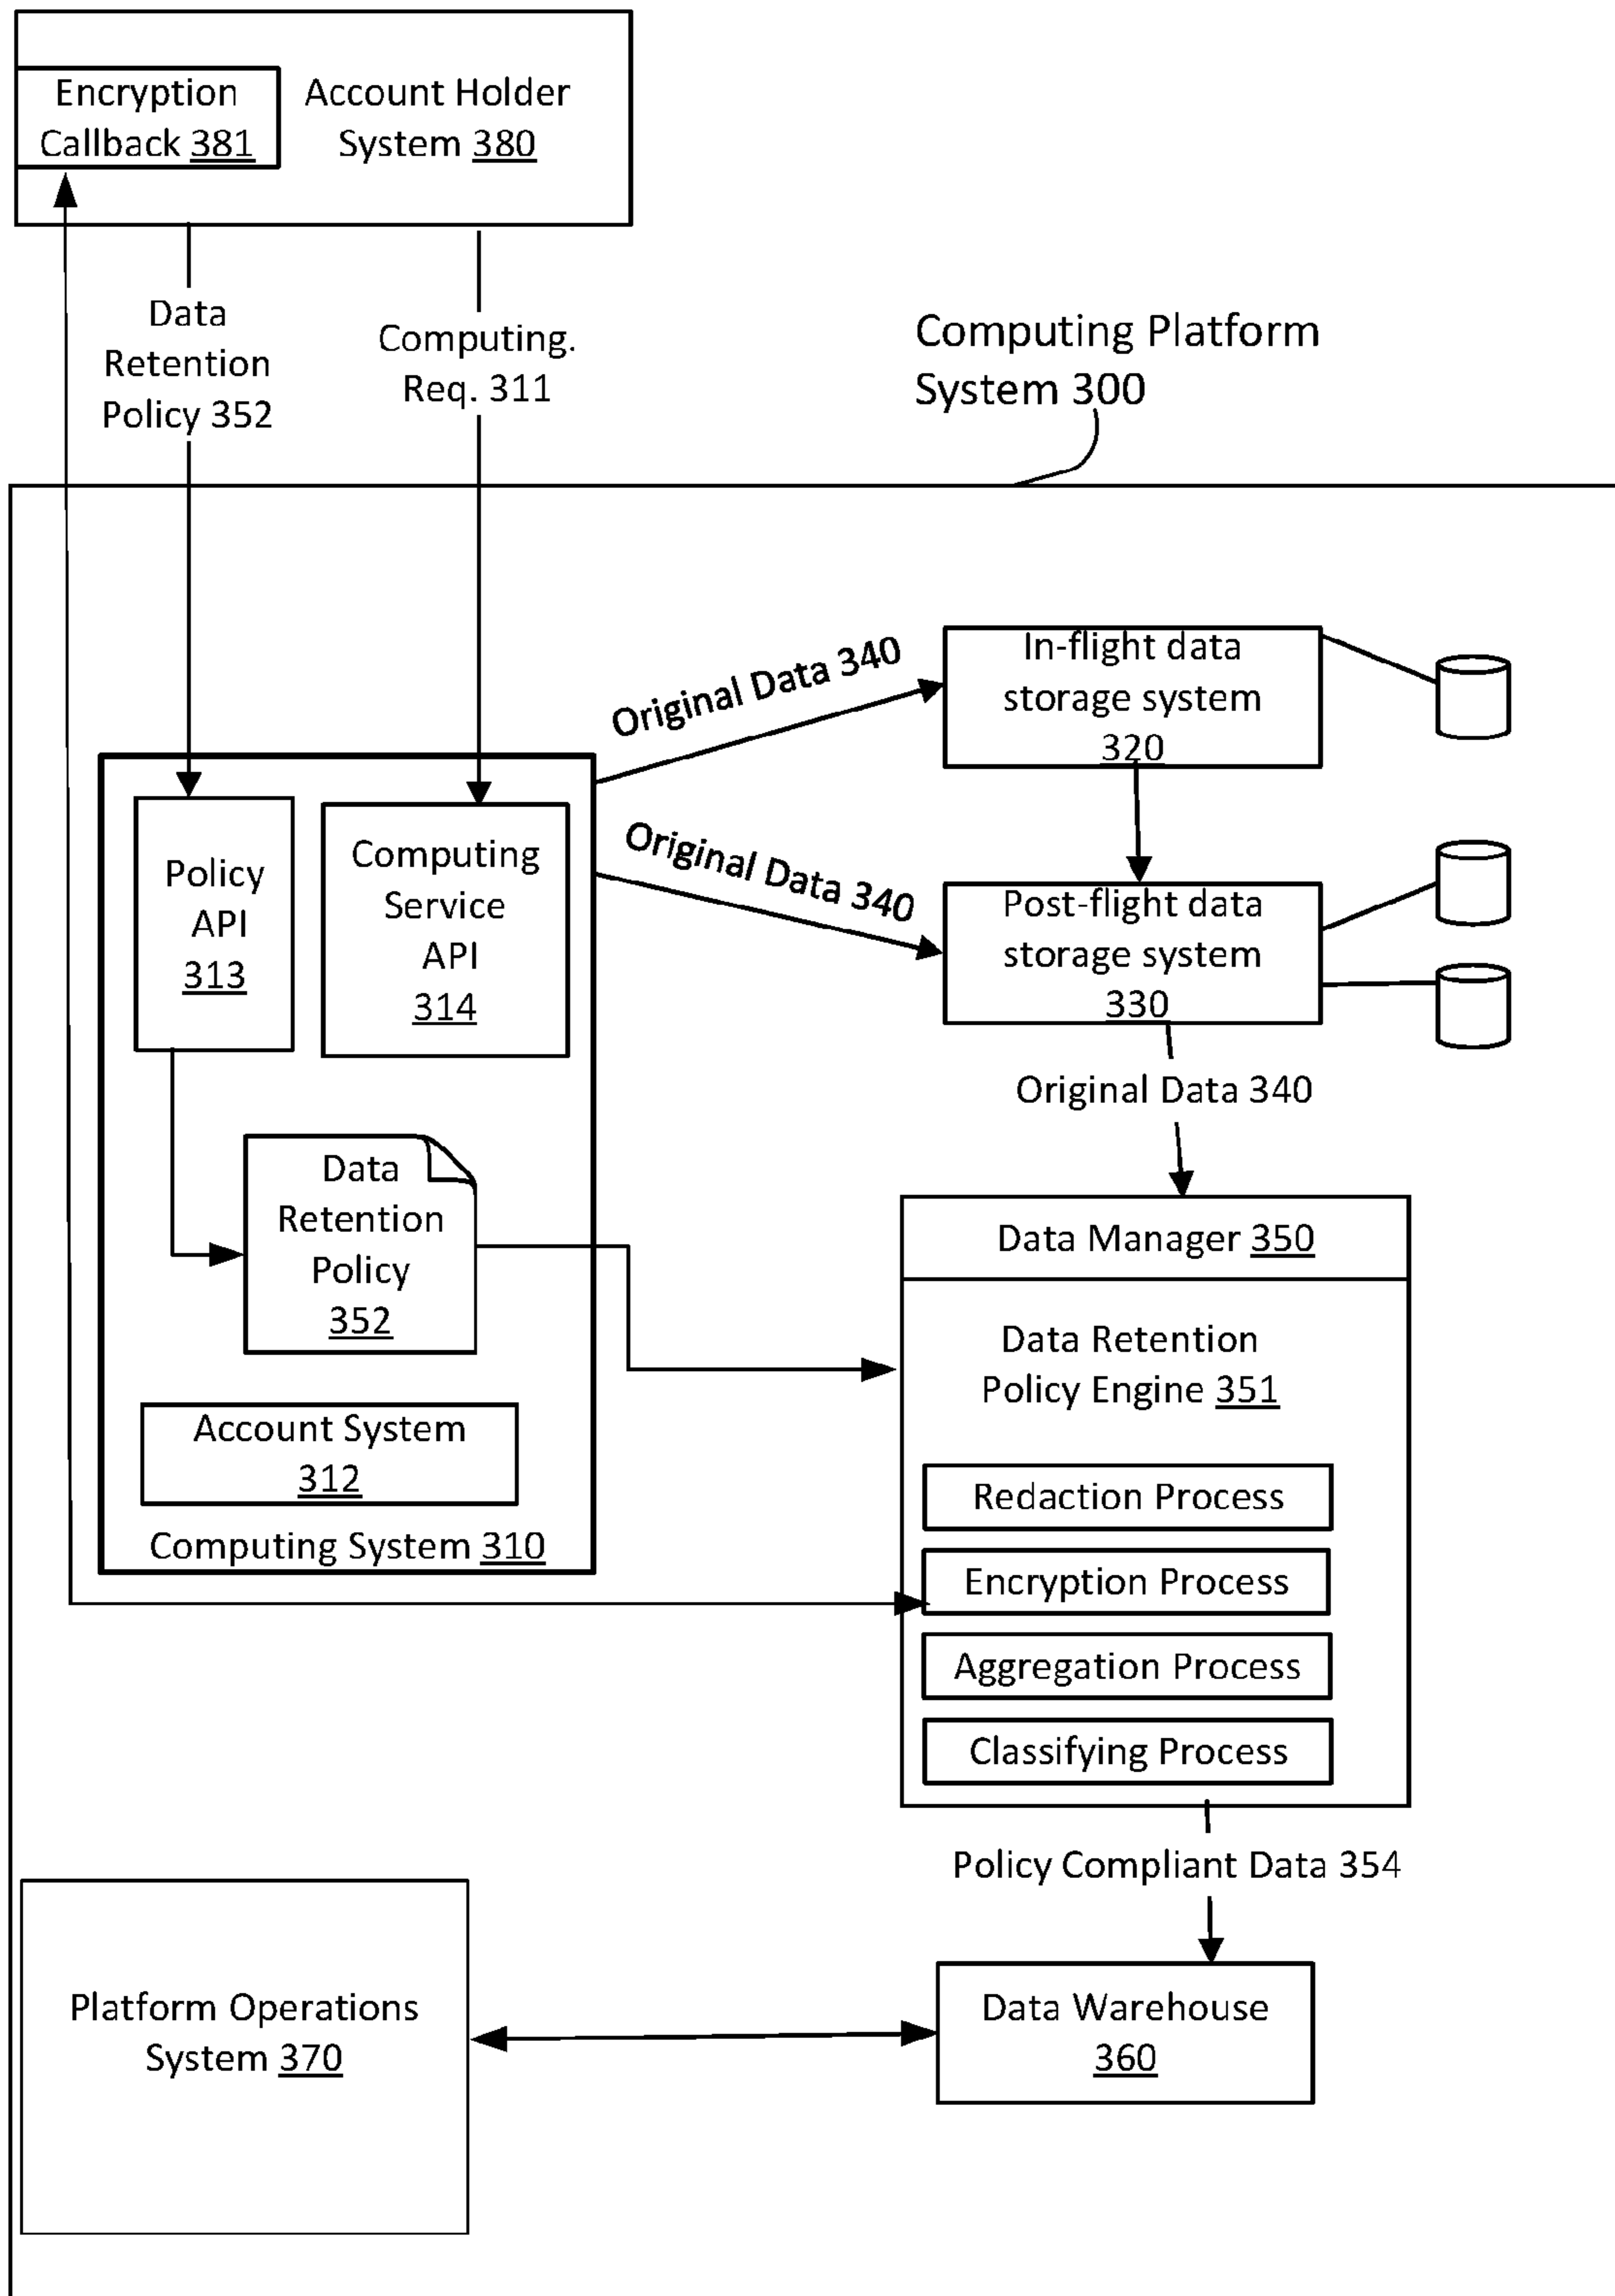 Encryption
Callback 381
Account Holder
System 380
Data
Retention
Policy 352
Computing.
Req. 311
Computing Platform
System 300
Original Data 340
In-flight data
storage system
320
Original Data 340
Post-flight data
storage system
330
Policy
API
313
Computing
Service
API
314
Original Data 340
Data
Retention
Policy
352
Account System
312
Computing System 310
Data Manager 350
Data Retention
Policy Engine 351
Redaction Process
Encryption Process
Aggregation Process
Classifying Process
Policy Compliant Data 354
Platform Operations
System 370
Data Warehouse
360